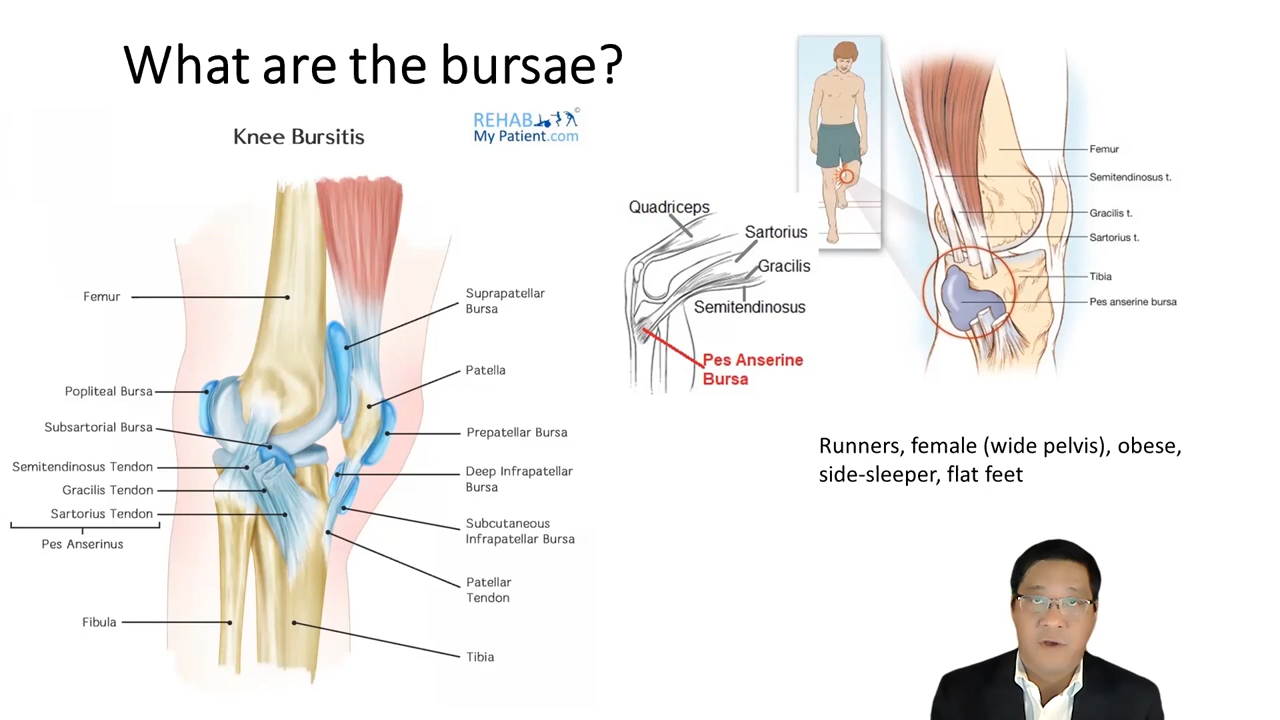 What are the bursae?
REHAB
My Patient.com
©
Knee Bursitis
Femur
Popliteal Bursa
Subsartorial Bursa
Semitendinosus Tendon
Gracilis Tendon
Sartorius Tendon
Pes Anserinus
Fibula
Suprapatellar
Bursa
Patella
Prepatellar Bursa
Deep Infrapatellar
Bursa
Subcutaneous
Infrapatellar Bursa
Patellar
Tendon
Tibia
Quadriceps
Sartorius
Gracilis
Semitendinosus
Pes Anserine
Bursa
Femur
Semitendinosus t.
Gracilis t.
Sartorius t.
Tibia
Pes anserine bursa
Runners, female (wide pelvis), obese,
side-sleeper, flat feet